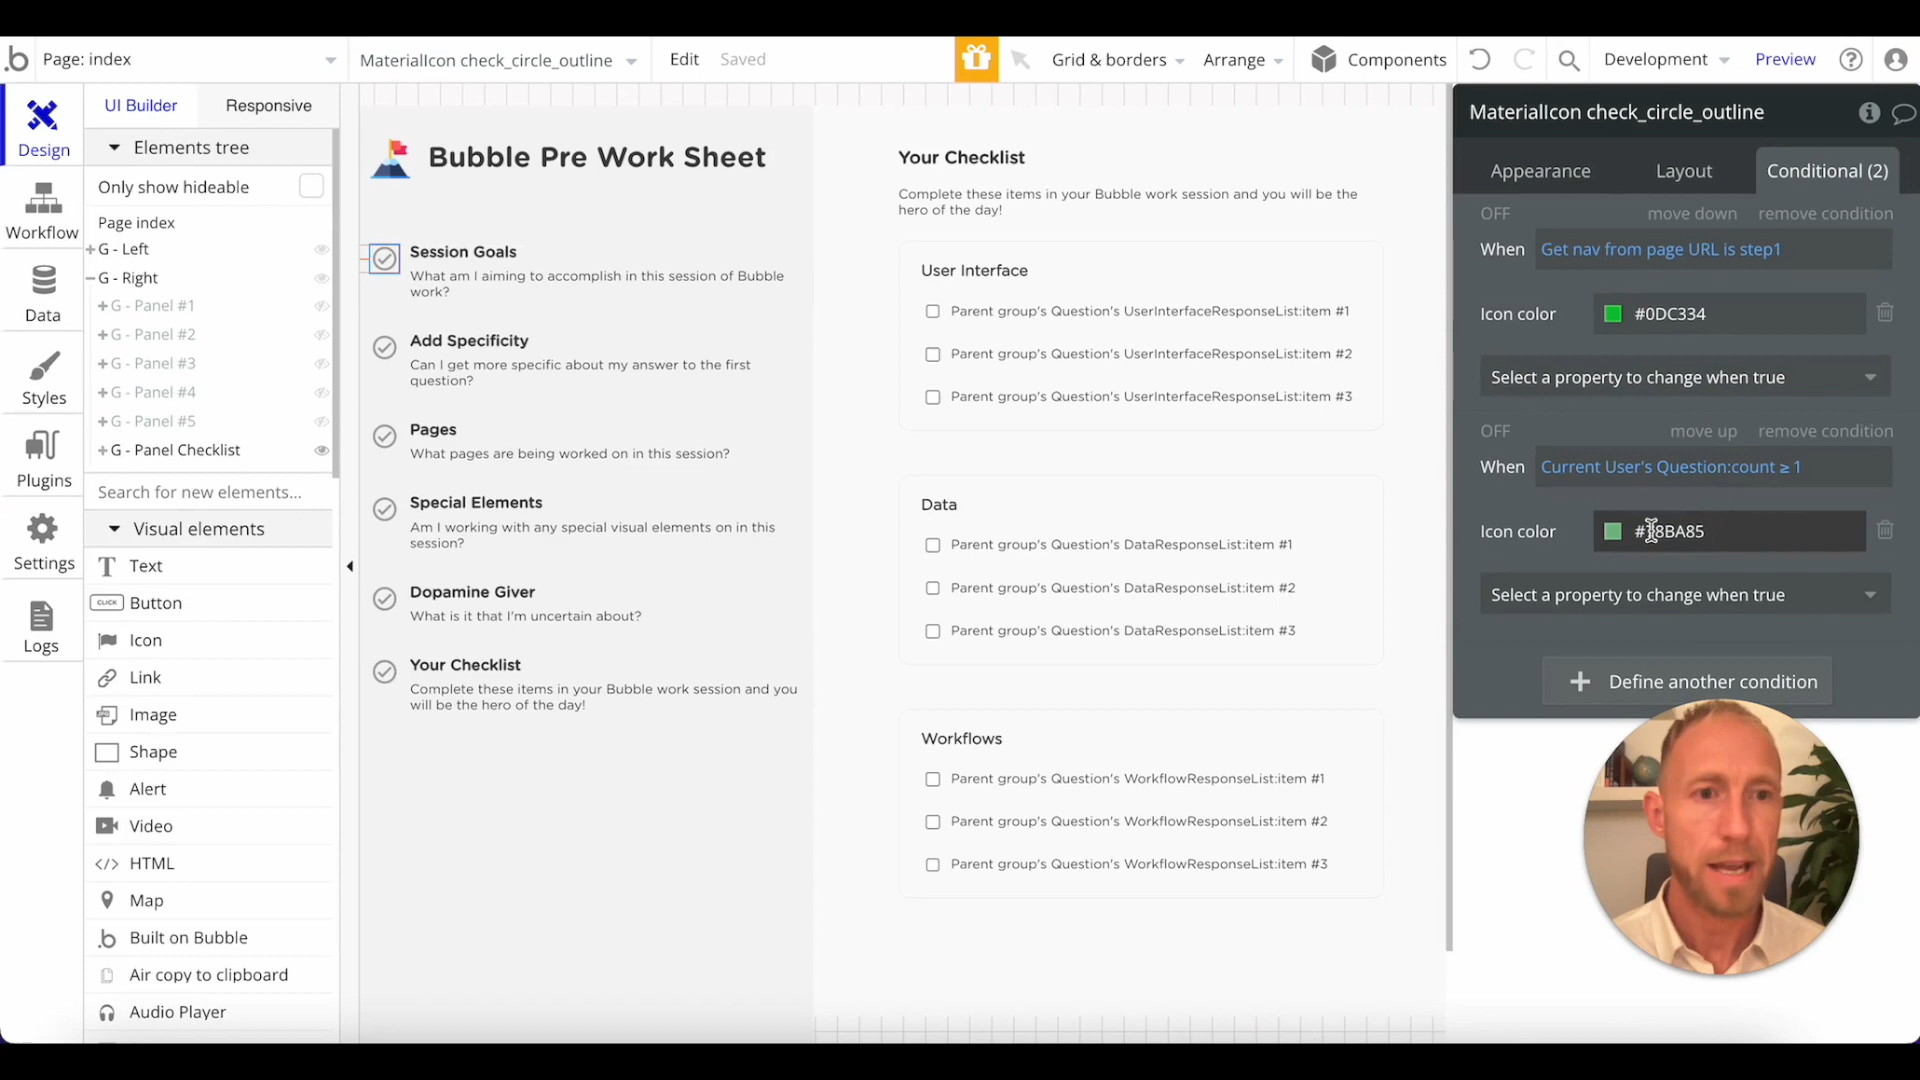 Page: index
MaterialIcon check_circle_outline
Edit
Saved
Grid & borders
Arrange
Components
Development
Preview
UI Builder
Responsive
Design
Workflow
Data
Styles
Plugins
Settings
Logs
Elements tree
Only show hideable
Page index
G - Left
G - Right
G - Panel #1
G - Panel #2
G - Panel #3
G - Panel #4
G - Panel #5
G - Panel Checklist
Search for new elements...
Visual elements
Text
CLICK
Button
Icon
Link
Image
Shape
Alert
Video
HTML
Map
Built on Bubble
Air copy to clipboard
Audio Player
Bubble Pre Work Sheet
Session Goals
What am I aiming to accomplish in this session of Bubble
work?
Add Specificity
Can I get more specific about my answer to the first
question?
Pages
What pages are being worked on in this session?
Special Elements
Am I working with any special visual elements on in this
session?
Dopamine Giver
What is it that I'm uncertain about?
Your Checklist
Complete these items in your Bubble work session and you
will be the hero of the day!
Your Checklist
Complete these items in your Bubble work session and you will be the
hero of the day!
User Interface
Parent group's Question's UserInterfaceResponseList:item #1
Parent group's Question's UserInterfaceResponseList:item #2
Parent group's Question's UserInterfaceResponseList:item #3
Data
Parent group's Question's DataResponseList:item #1
Parent group's Question's DataResponseList:item #2
Parent group's Question's DataResponseList:item #3
Workflows
Parent group's Question's WorkflowResponseList:item #1
Parent group's Question's WorkflowResponseList:item #2
Parent group's Question's WorkflowResponseList:item #3
MaterialIcon check_circle_outline
Appearance
Layout
Conditional (2)
OFF
move down
remove condition
When
Get nav from page URL is step1
Icon color
#0DC334
Select a property to change when true
OFF
move up
remove condition
When
Current User's Question:count ≥ 1
Icon color
Select a property to change when true
Define another condition